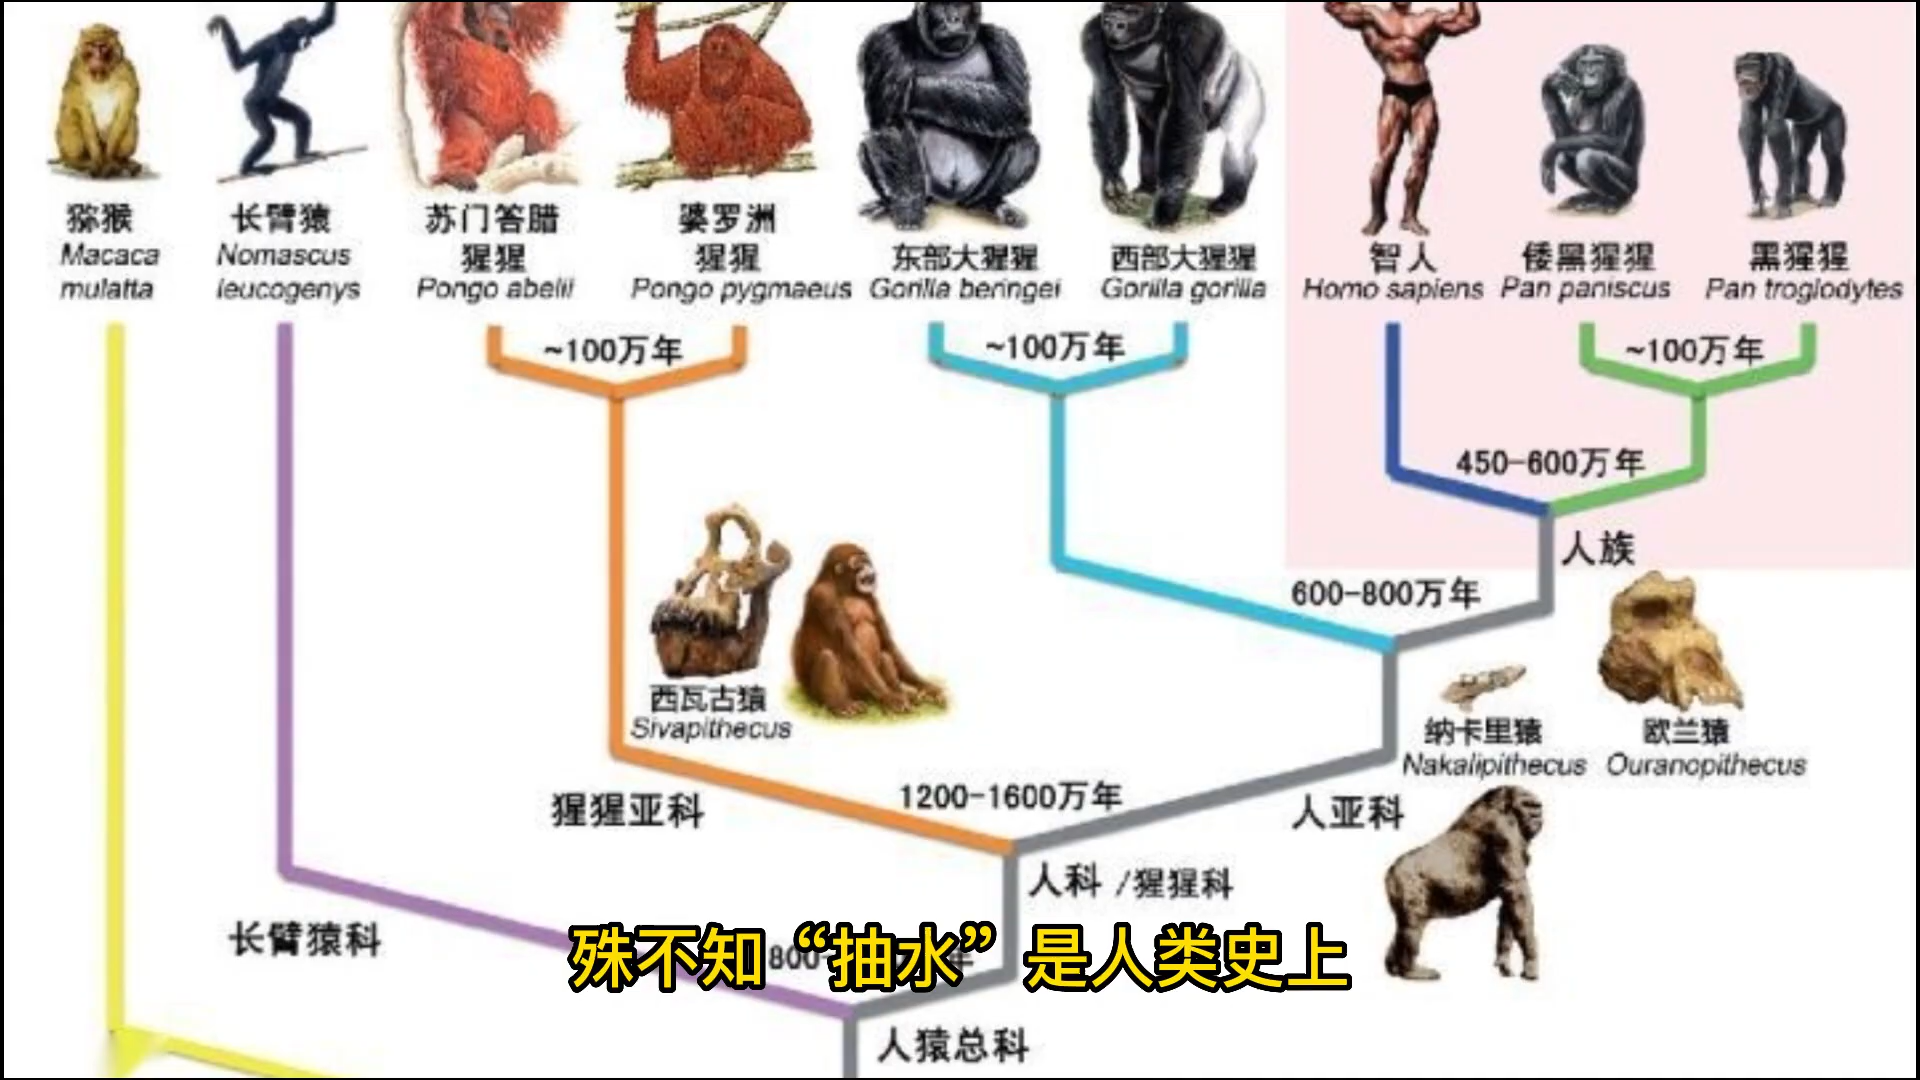 猕猴
Macaca
mulatta
长臂猿
Nomascus
leucogenys
苏门答腊
猩猩
Pongo abelii
婆罗洲
猩猩
Pongo pygmaeus
东部大猩猩
Gorilla beringei
西部大猩猩
Gorilla gorilla
智人
Homo sapiens
倭黑猩猩
Pan paniscus
黑猩猩
Pan troglodytes
~100万年
~100万年
~100万年
450-600万年
人族
600-800万年
西瓦古猿
Sivapithecus
纳卡里猿
Nakalipithecus
欧兰猿
Ouranopithecus
1200-1600万年
猩猩亚科
人亚科
人科 /猩猩科
长臂猿科
殊不知“抽水”是人类史上
人猿总科